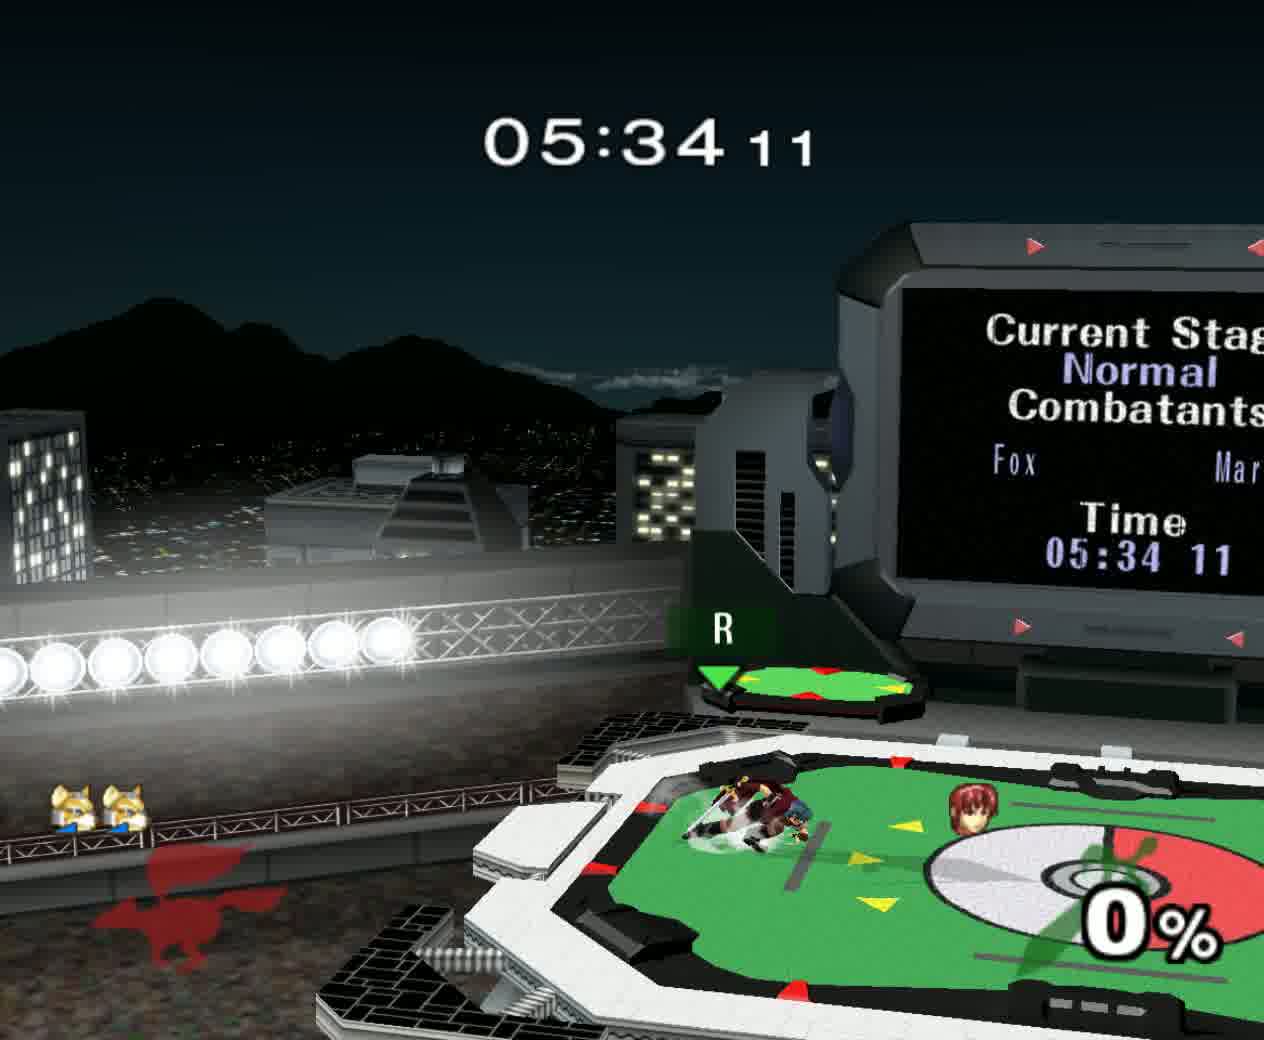 05:34 11
Current Stag
Normal
Combatants
Fox Mar
Time
05:34 11
R
0%